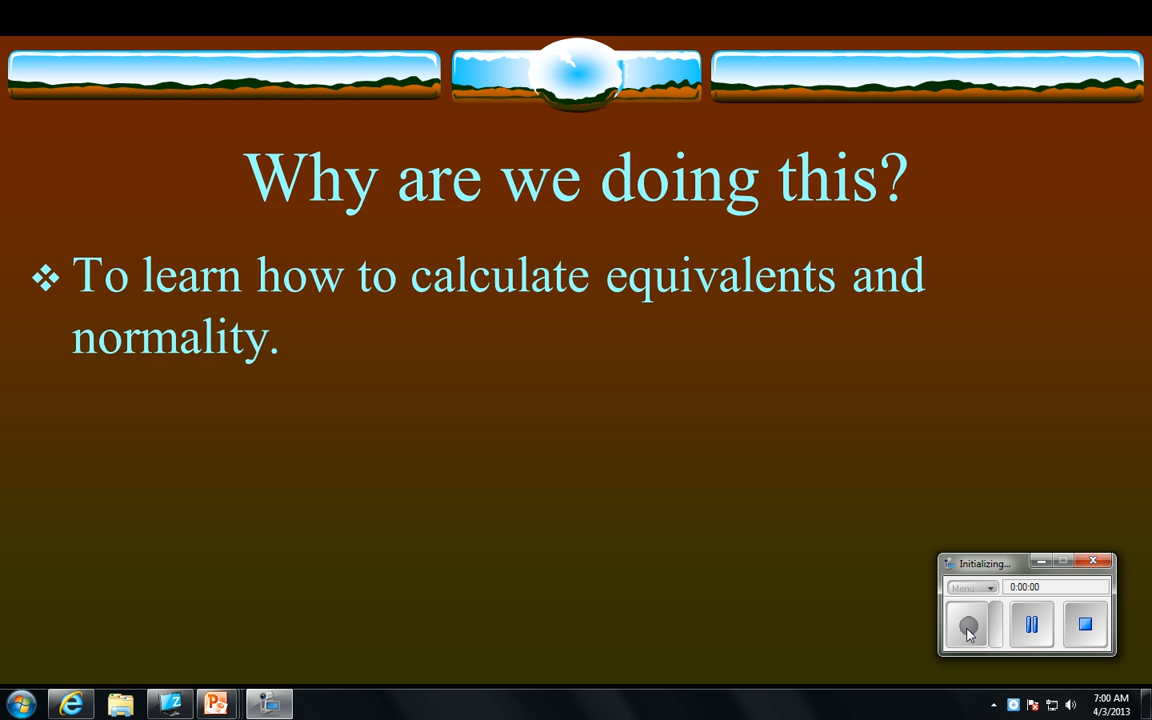 Why are we doing this?
❖ To learn how to calculate equivalents and
normality.
Initializing...
Menu
0:00:00
7:00 AM
4/3/2013